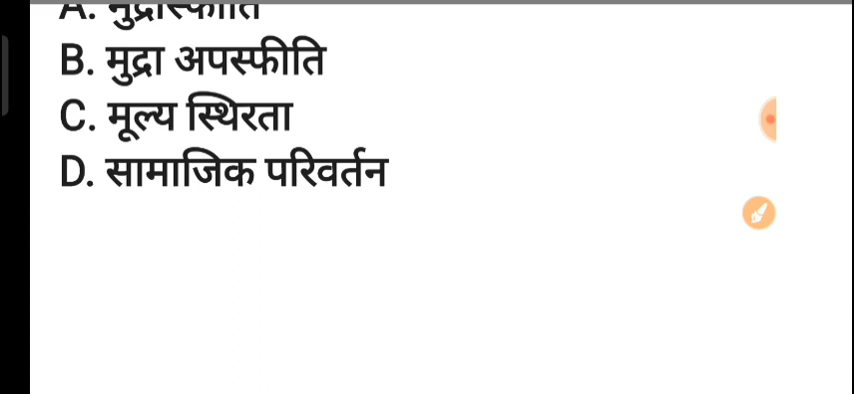 A. मुद्रास्फीति
B. मुद्रा अपस्फीति
C. मूल्य स्थिरता
D. सामाजिक परिवर्तन